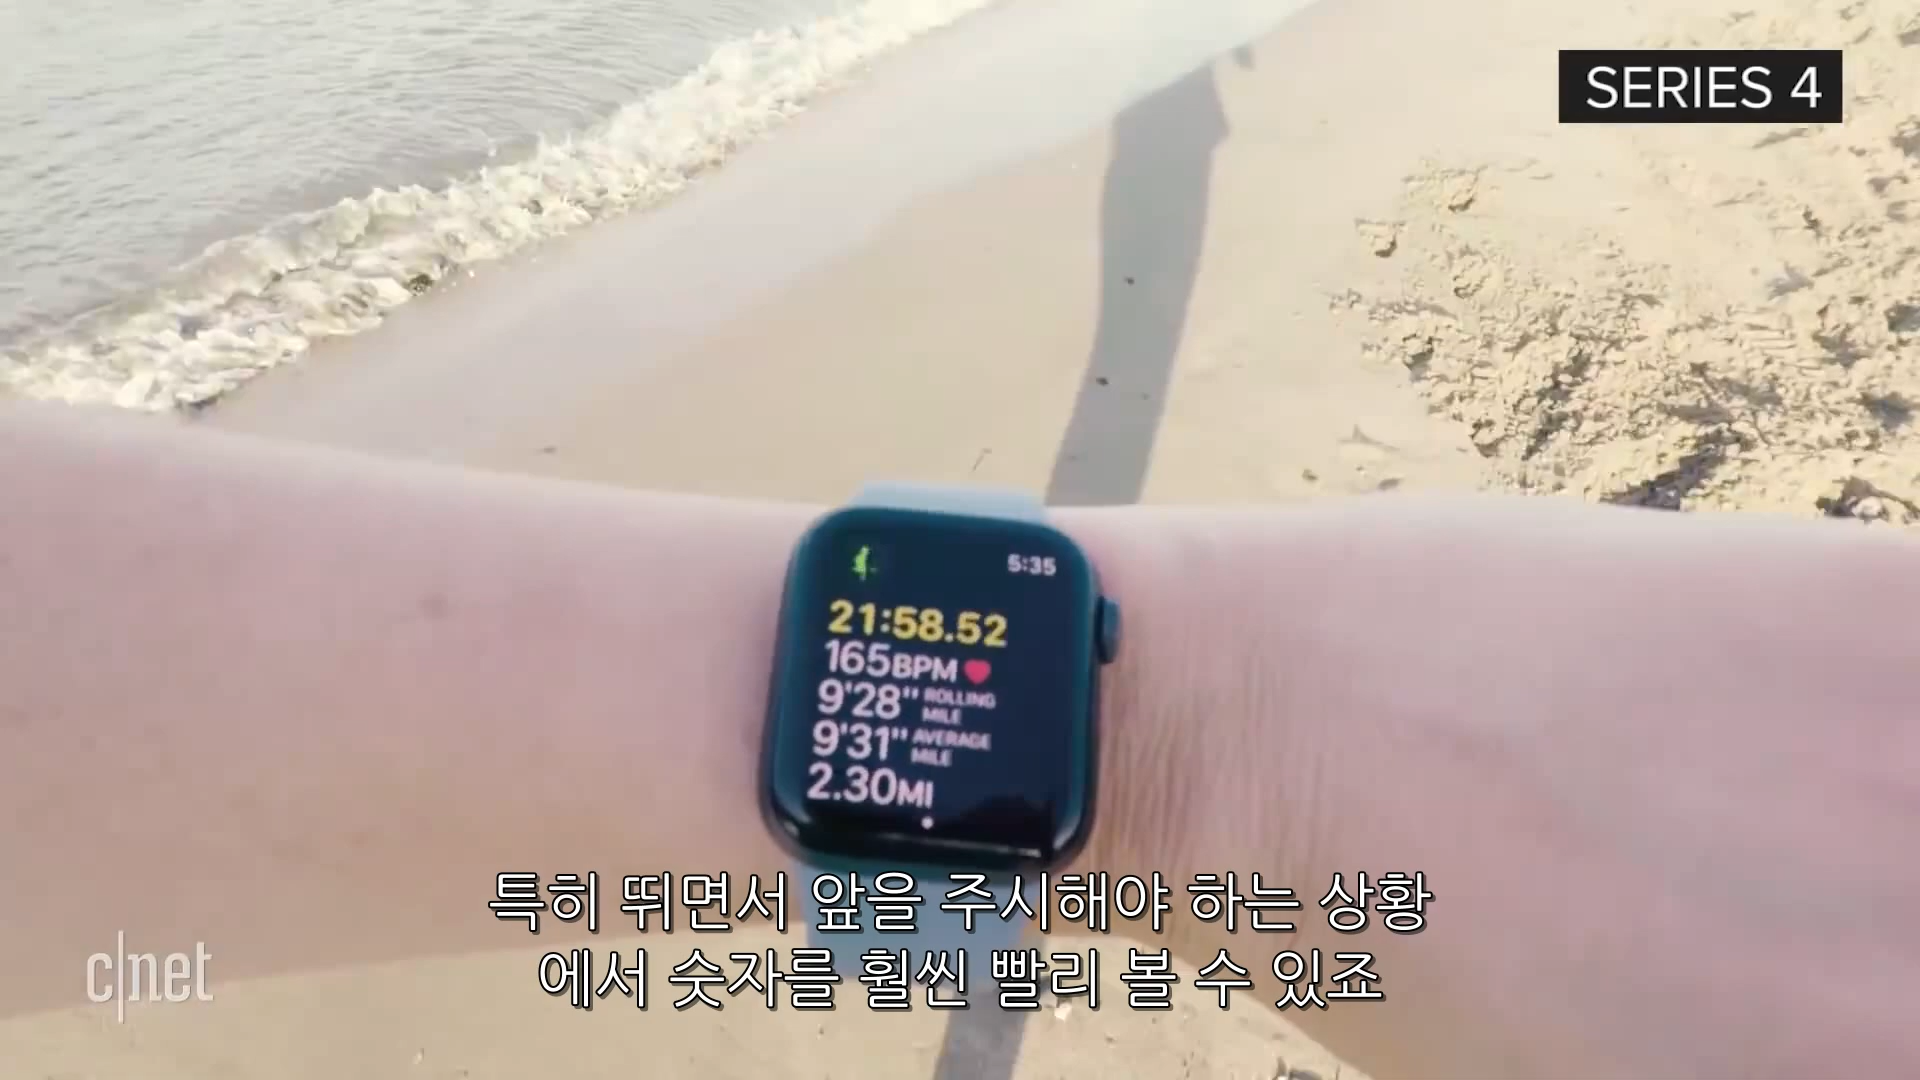 SERIES 4
5:35
21:58.52
165BPM
9'28" ROLLING MILE
9'31" AVERAGE MILE
2.30MI
특히 뛰면서 앞을 주시해야 하는 상황
에서 숫자를 훨씬 빨리 볼 수 있죠
c|net